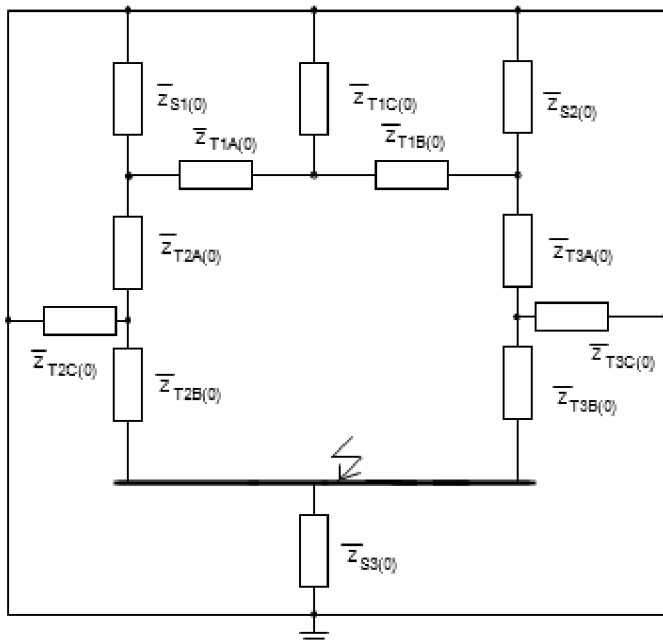 z̅S1(0)
z̅T1C(0)
z̅S2(0)
z̅T1A(0)
z̅T1B(0)
z̅T2A(0)
z̅T3A(0)
z̅T2C(0)
z̅T3C(0)
z̅T2B(0)
z̅T3B(0)
z̅S3(0)